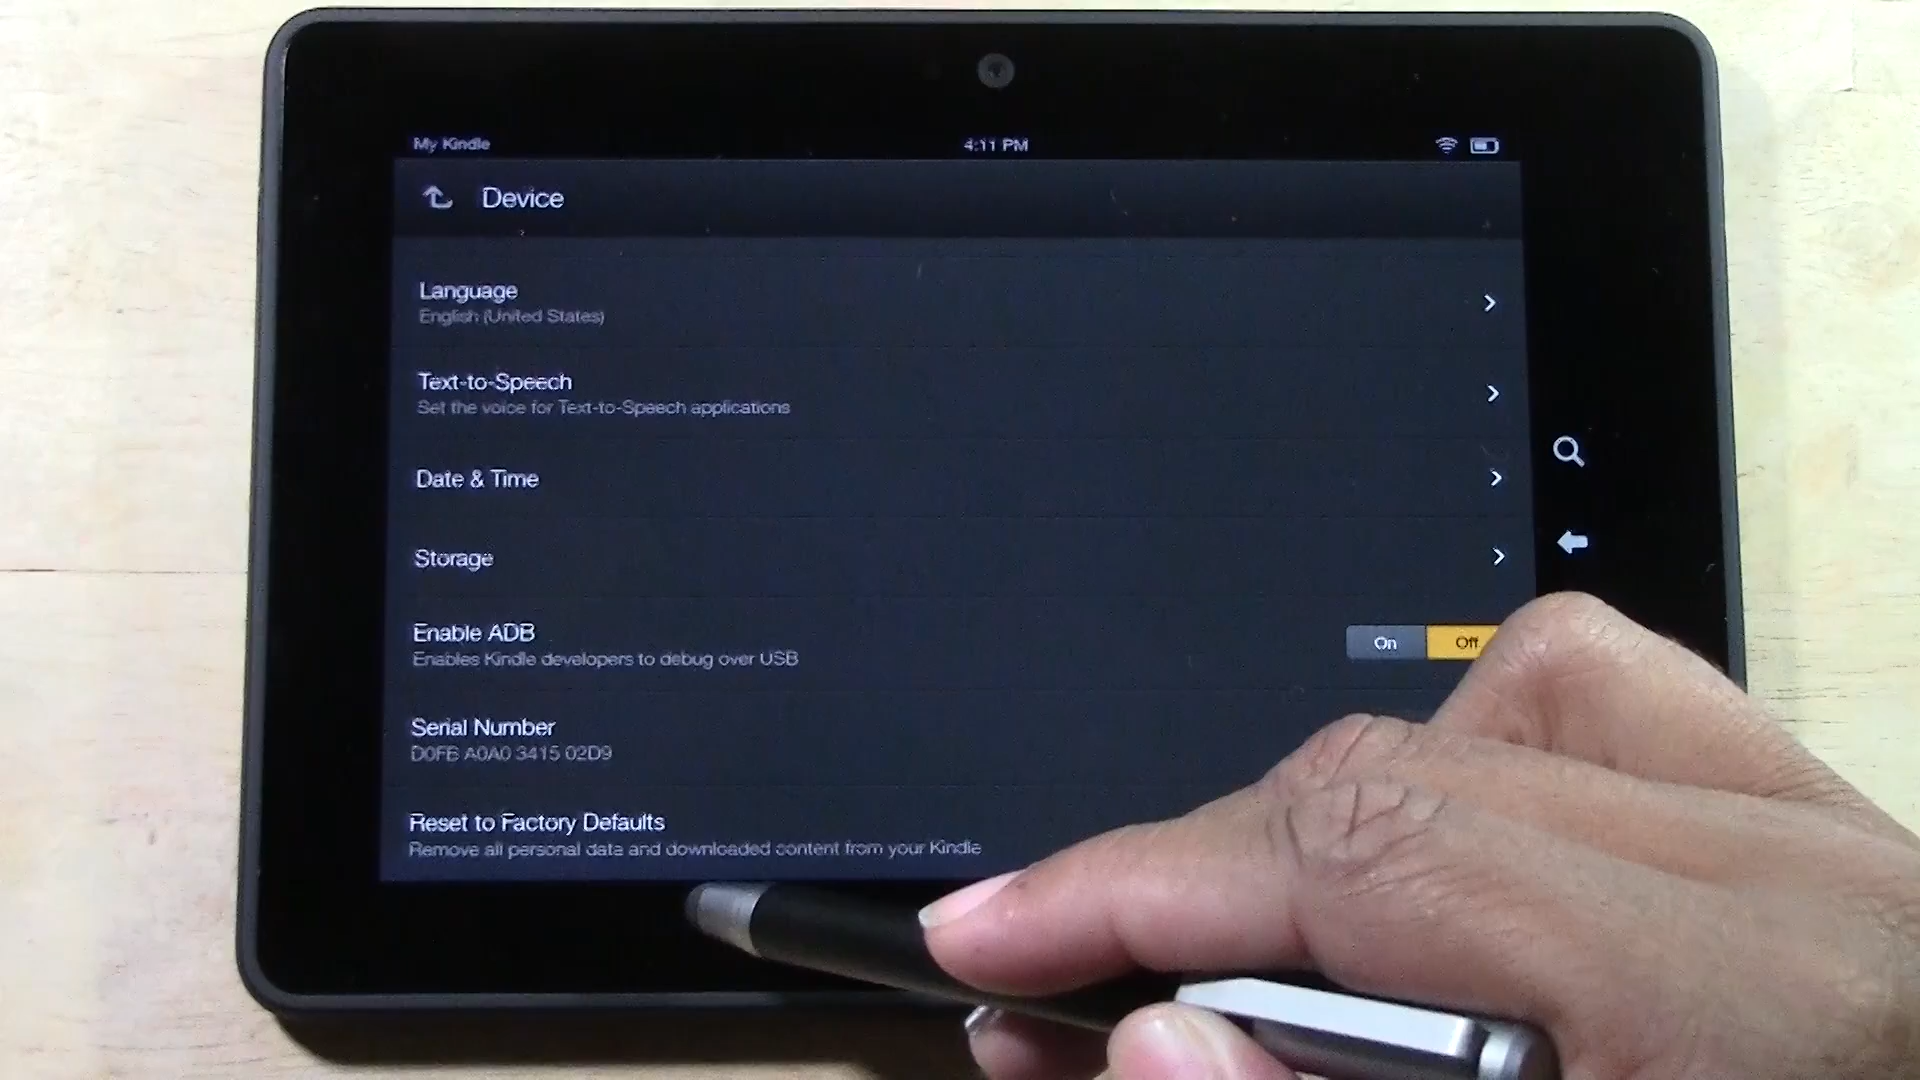 My Kindle 4:11 PM
Device
Language
English (United States)
Text-to-Speech
Set the voice for Text-to-Speech applications
Date & Time
Storage
Enable ADB
Enables Kindle developers to debug over USB
On Off
Serial Number
D0FB A0A0 3415 02D9
Reset to Factory Defaults
Remove all personal data and downloaded content from your Kindle